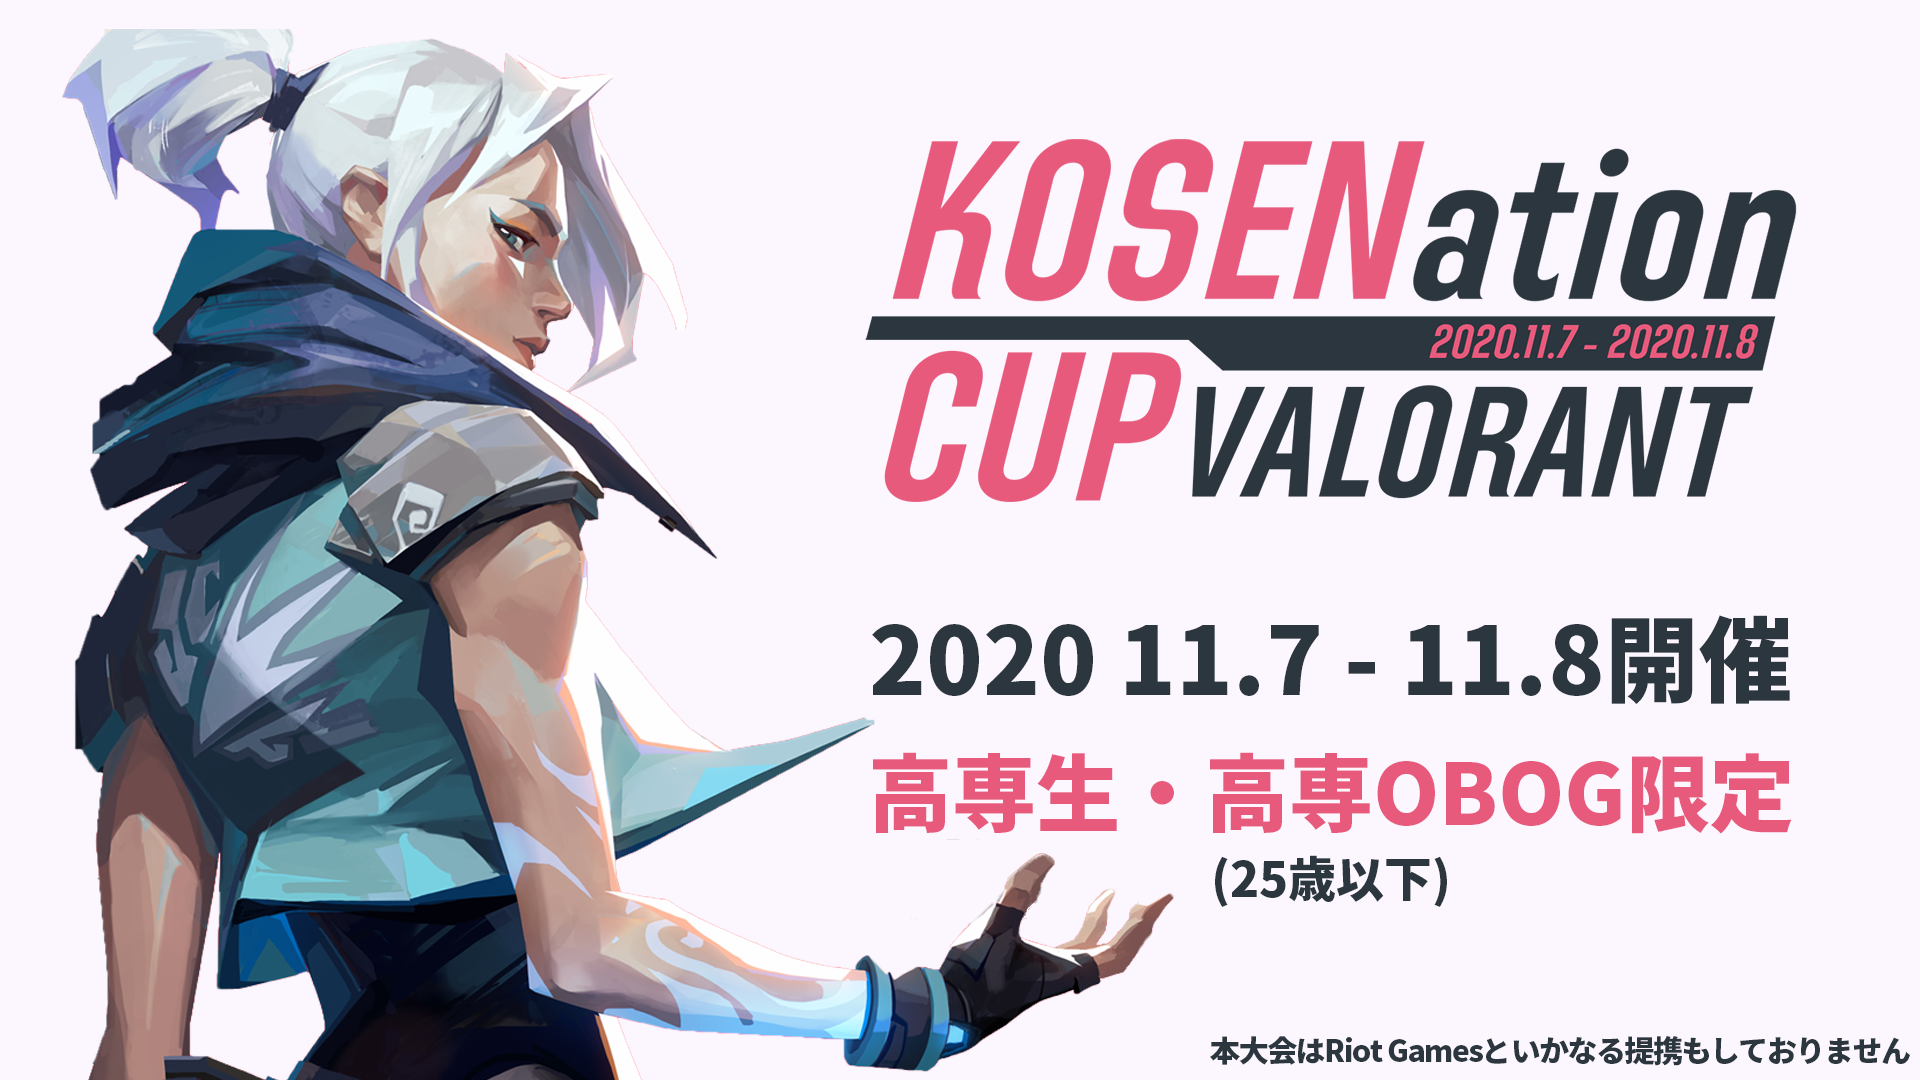 KOSENation
2020.11.7 - 2020.11.8
CUP VALORANT
2020 11.7 - 11.8開催
高専生・高専OBOG限定
(25歳以下)
本大会はRiot Gamesといかなる提携もしておりません